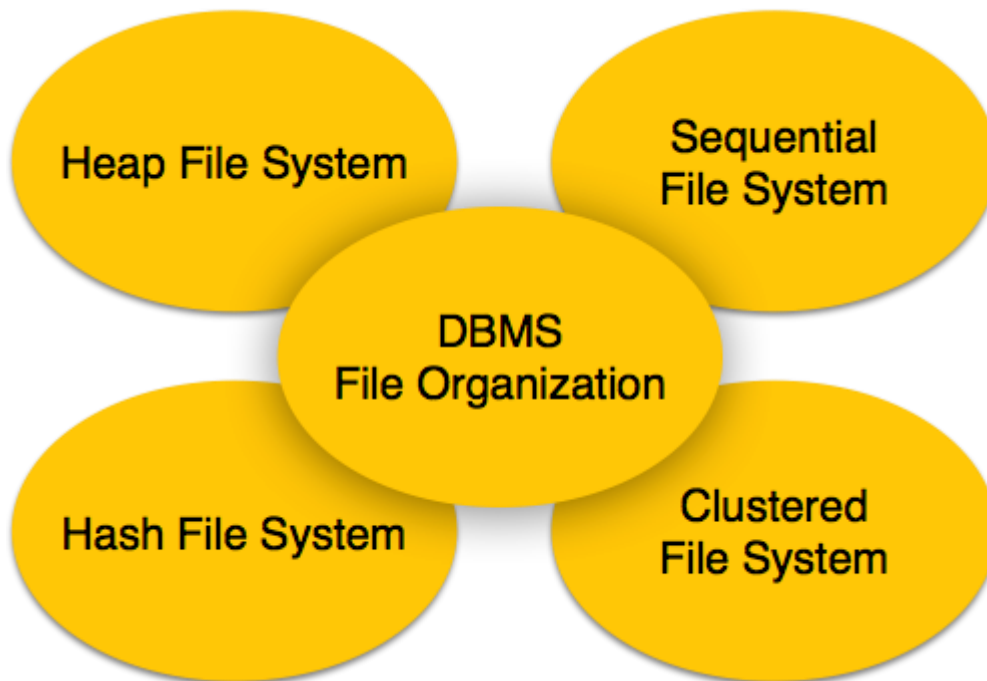 Heap File System
Sequential
File System
DBMS
File Organization
Hash File System
Clustered
File System